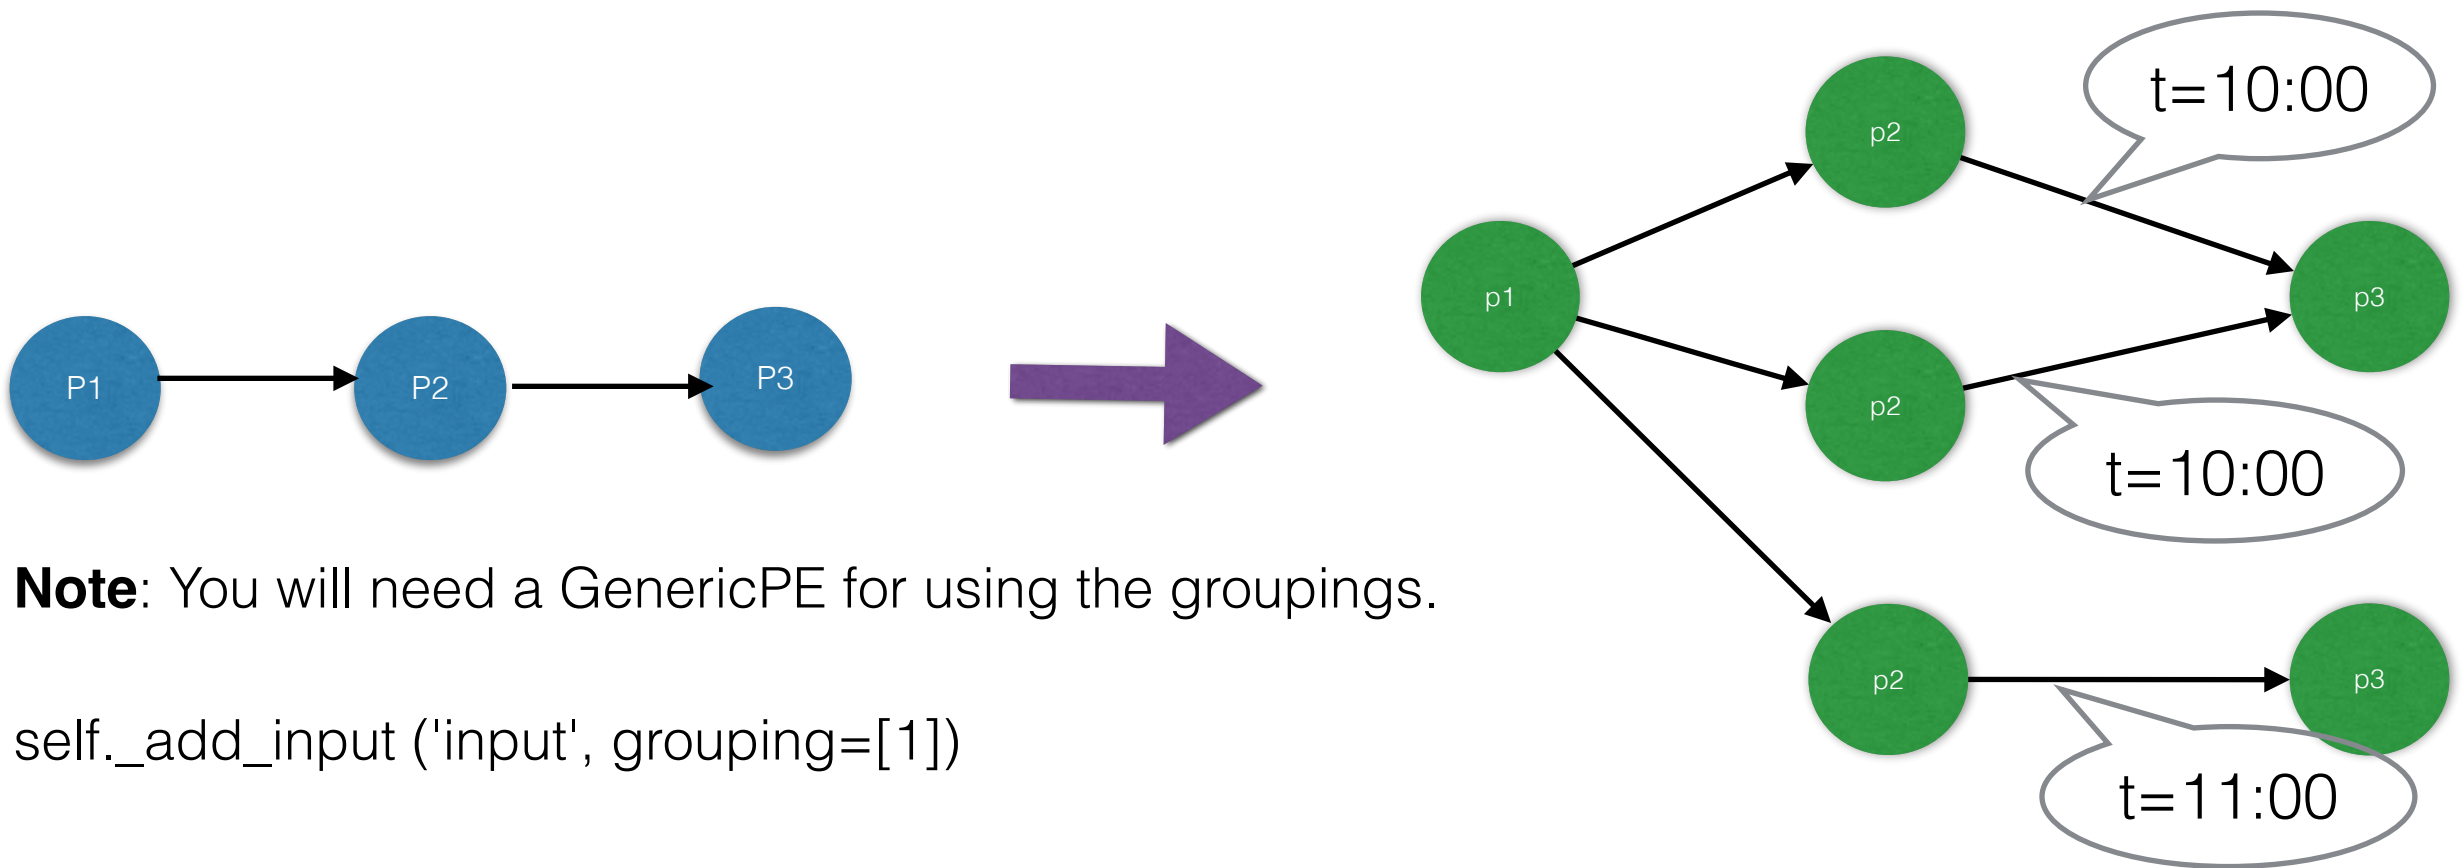 P1
P2
P3
p1
p2
p2
p2
p3
p3
t=10:00
t=10:00
t=11:00
Note: You will need a GenericPE for using the groupings.
self._add_input ('input', grouping=[1])